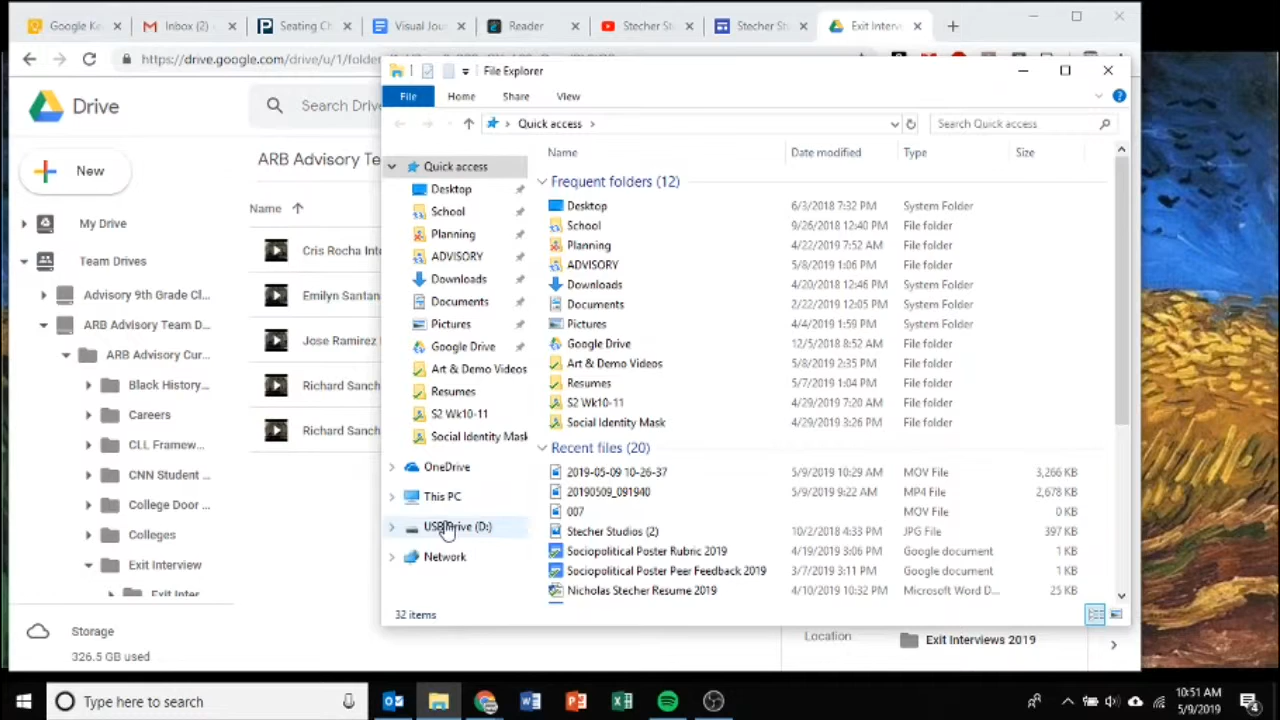 Google Ke
Inbox (2)
Seating Ch
Visual Jour
Reader
Stecher St
Stecher St
Exit Interv
https://drive.google.com/drive/u/1/folder
File Explorer
Drive
Search Driv
File
Home
Share
View
Quick access
Search Quick access
New
ARB Advisory Te
Name
My Drive
Team Drives
Advisory 9th Grade Cl...
ARB Advisory Team D...
ARB Advisory Cur...
Black History...
Careers
CLL Framew...
CNN Student ...
College Door ...
Colleges
Exit Interview
Exit Inter
Storage
326.5 GB used
Cris Rocha Inte
Emilyn Santan
Jose Ramirez I
Richard Sanch
Richard Sanch
Quick access
Desktop
School
Planning
ADVISORY
Downloads
Documents
Pictures
Google Drive
Art & Demo Videos
Resumes
S2 Wk10-11
Social Identity Mask
OneDrive
This PC
USB Drive (D:)
Network
Name Date modified Type Size
Frequent folders (12)
Desktop 6/3/2018 7:32 PM System Folder
School 9/26/2018 12:40 PM File folder
Planning 4/22/2019 7:52 AM File folder
ADVISORY 5/8/2019 1:06 PM File folder
Downloads 4/20/2018 12:46 PM System Folder
Documents 2/22/2019 12:05 PM System Folder
Pictures 4/4/2019 1:59 PM System Folder
Google Drive 12/5/2018 8:52 AM File folder
Art & Demo Videos 5/8/2019 2:35 PM File folder
Resumes 5/7/2019 1:04 PM File folder
S2 Wk10-11 4/29/2019 7:20 AM File folder
Social Identity Mask 4/29/2019 3:26 PM File folder
Recent files (20)
2019-05-09 10-26-37 5/9/2019 10:29 AM MOV File 3,266 KB
20190509_091940 5/9/2019 9:22 AM MP4 File 2,678 KB
007 MOV File 0 KB
Stecher Studios (2) 10/2/2018 4:33 PM JPG File 397 KB
Sociopolitical Poster Rubric 2019 4/19/2019 3:06 PM Google document 1 KB
Sociopolitical Poster Peer Feedback 2019 3/7/2019 3:11 PM Google document 1 KB
Nicholas Stecher Resume 2019 4/10/2019 10:32 PM Microsoft Word D... 25 KB
32 items
Location
Exit Interviews 2019
Type here to search
10:51 AM
5/9/2019
4